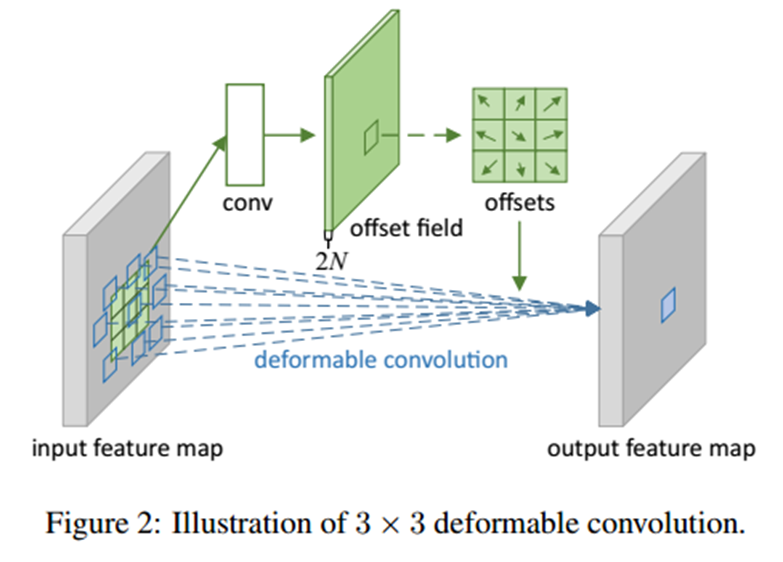 conv
offset field
offsets
2N
deformable convolution
input feature map
output feature map
Figure 2: Illustration of 3 × 3 deformable convolution.